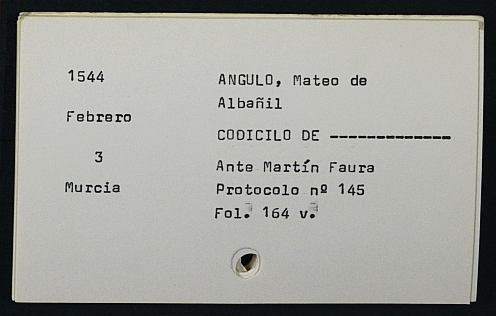 1544
Febrero
3
Murcia
ANGULO, Mateo de
Albañil
CODICILO DE -------------
Ante Martín Faura
Protocolo nº 145
Fol. 164 v.